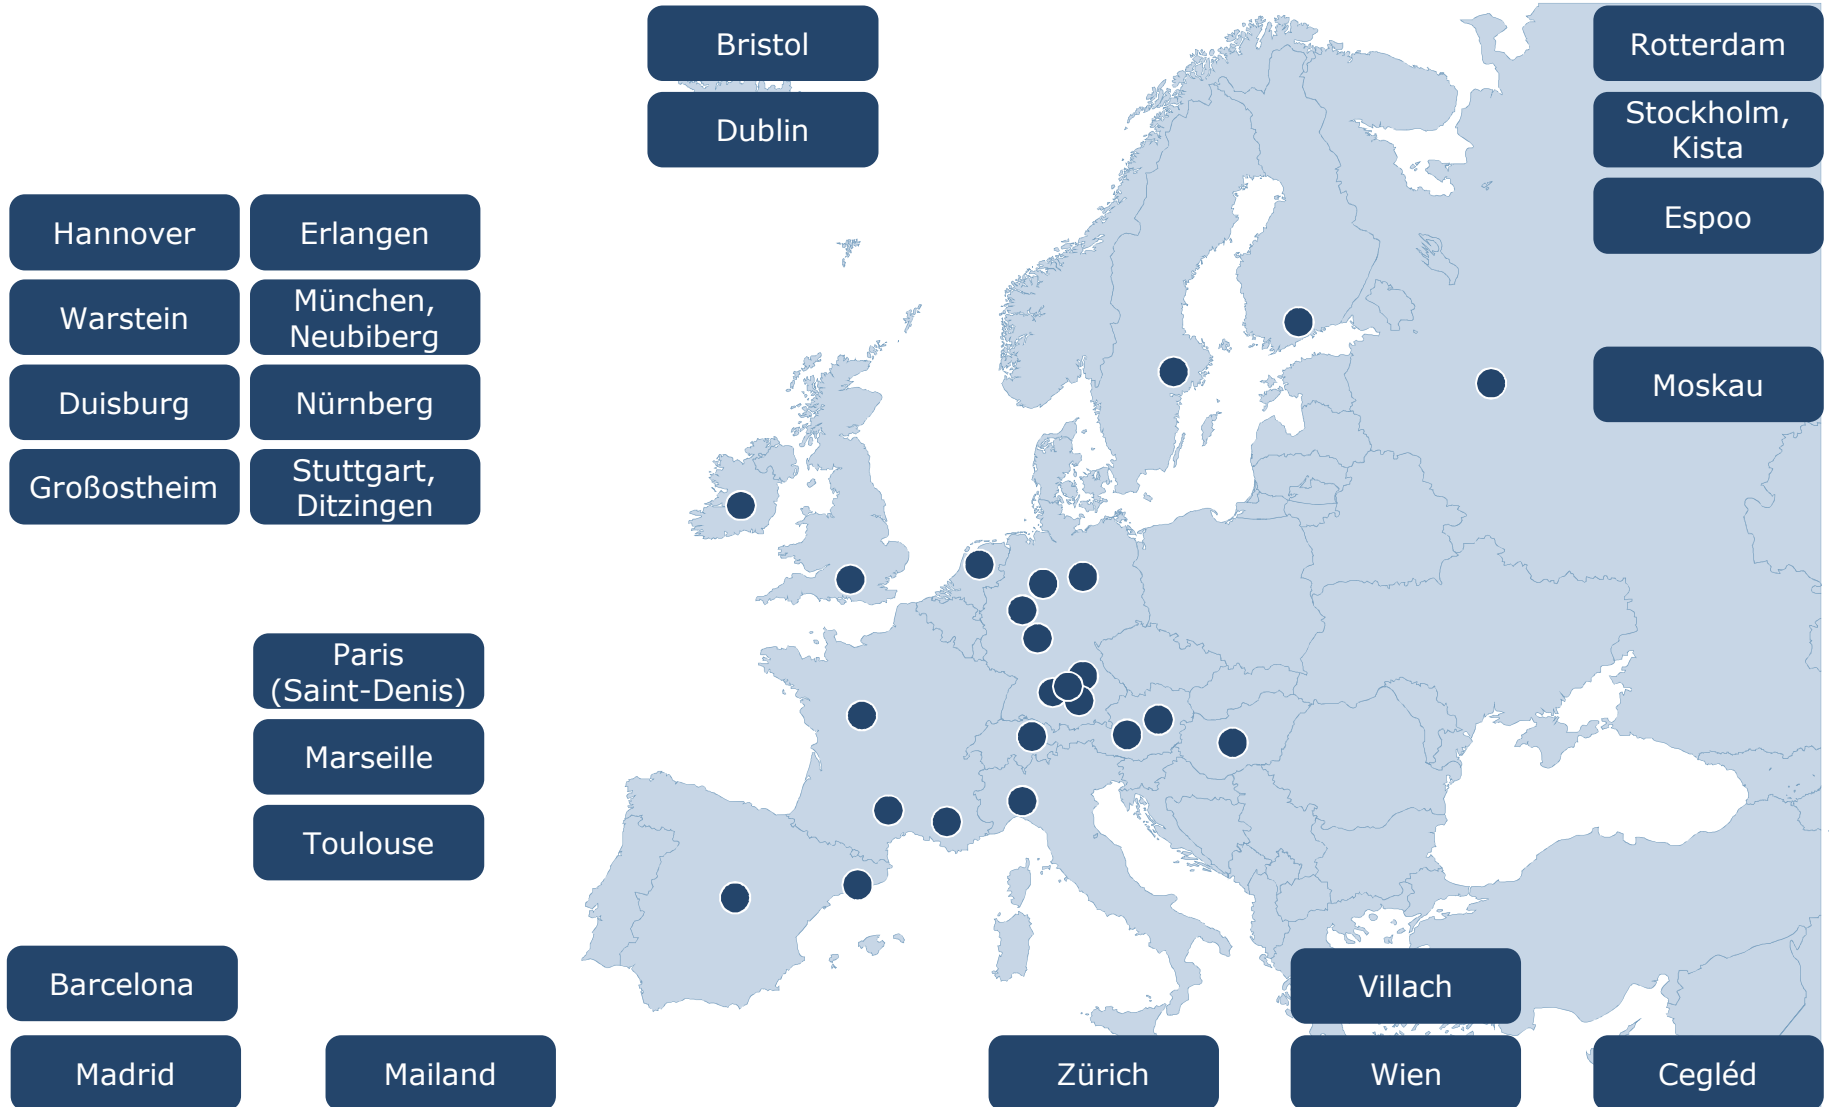 Bristol
Dublin
Rotterdam
Stockholm,
Kista
Espoo
Moskau
Hannover
Erlangen
Warstein
München,
Neubiberg
Duisburg
Nürnberg
Großostheim
Stuttgart,
Ditzingen
Paris
(Saint-Denis)
Marseille
Toulouse
Barcelona
Madrid
Mailand
Zürich
Villach
Wien
Cegléd